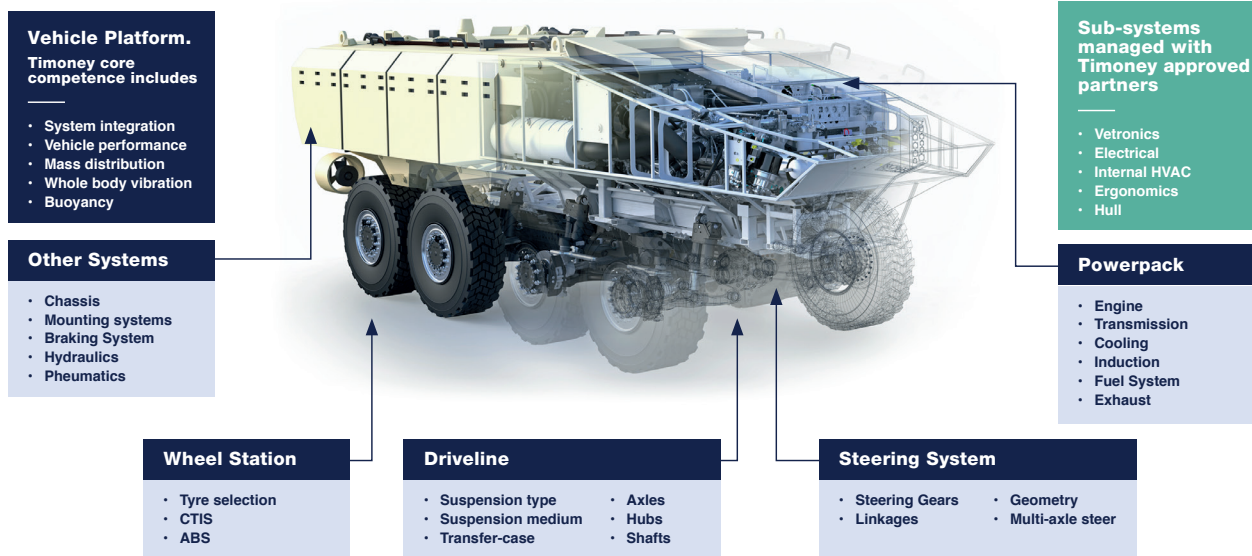 Vehicle Platform.
Timoney core
competence includes
• System integration
• Vehicle performance
• Mass distribution
• Whole body vibration
• Buoyancy
Sub-systems
managed with
Timoney approved
partners
• Vetronics
• Electrical
• Internal HVAC
• Ergonomics
• Hull
Other Systems
• Chassis
• Mounting systems
• Braking System
• Hydraulics
• Pheumatics
Powerpack
• Engine
• Transmission
• Cooling
• Induction
• Fuel System
• Exhaust
Wheel Station
• Tyre selection
• CTIS
• ABS
Driveline
• Suspension type
• Suspension medium
• Transfer-case
• Axles
• Hubs
• Shafts
Steering System
• Steering Gears
• Linkages
• Geometry
• Multi-axle steer